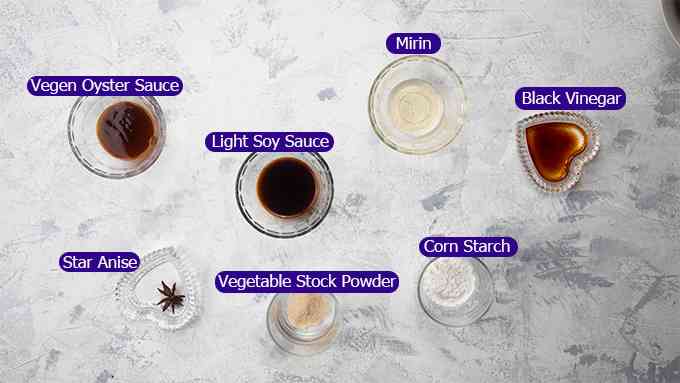 Mirin
Vegen Oyster Sauce
Black Vinegar
Light Soy Sauce
Corn Starch
Star Anise
Vegetable Stock Powder